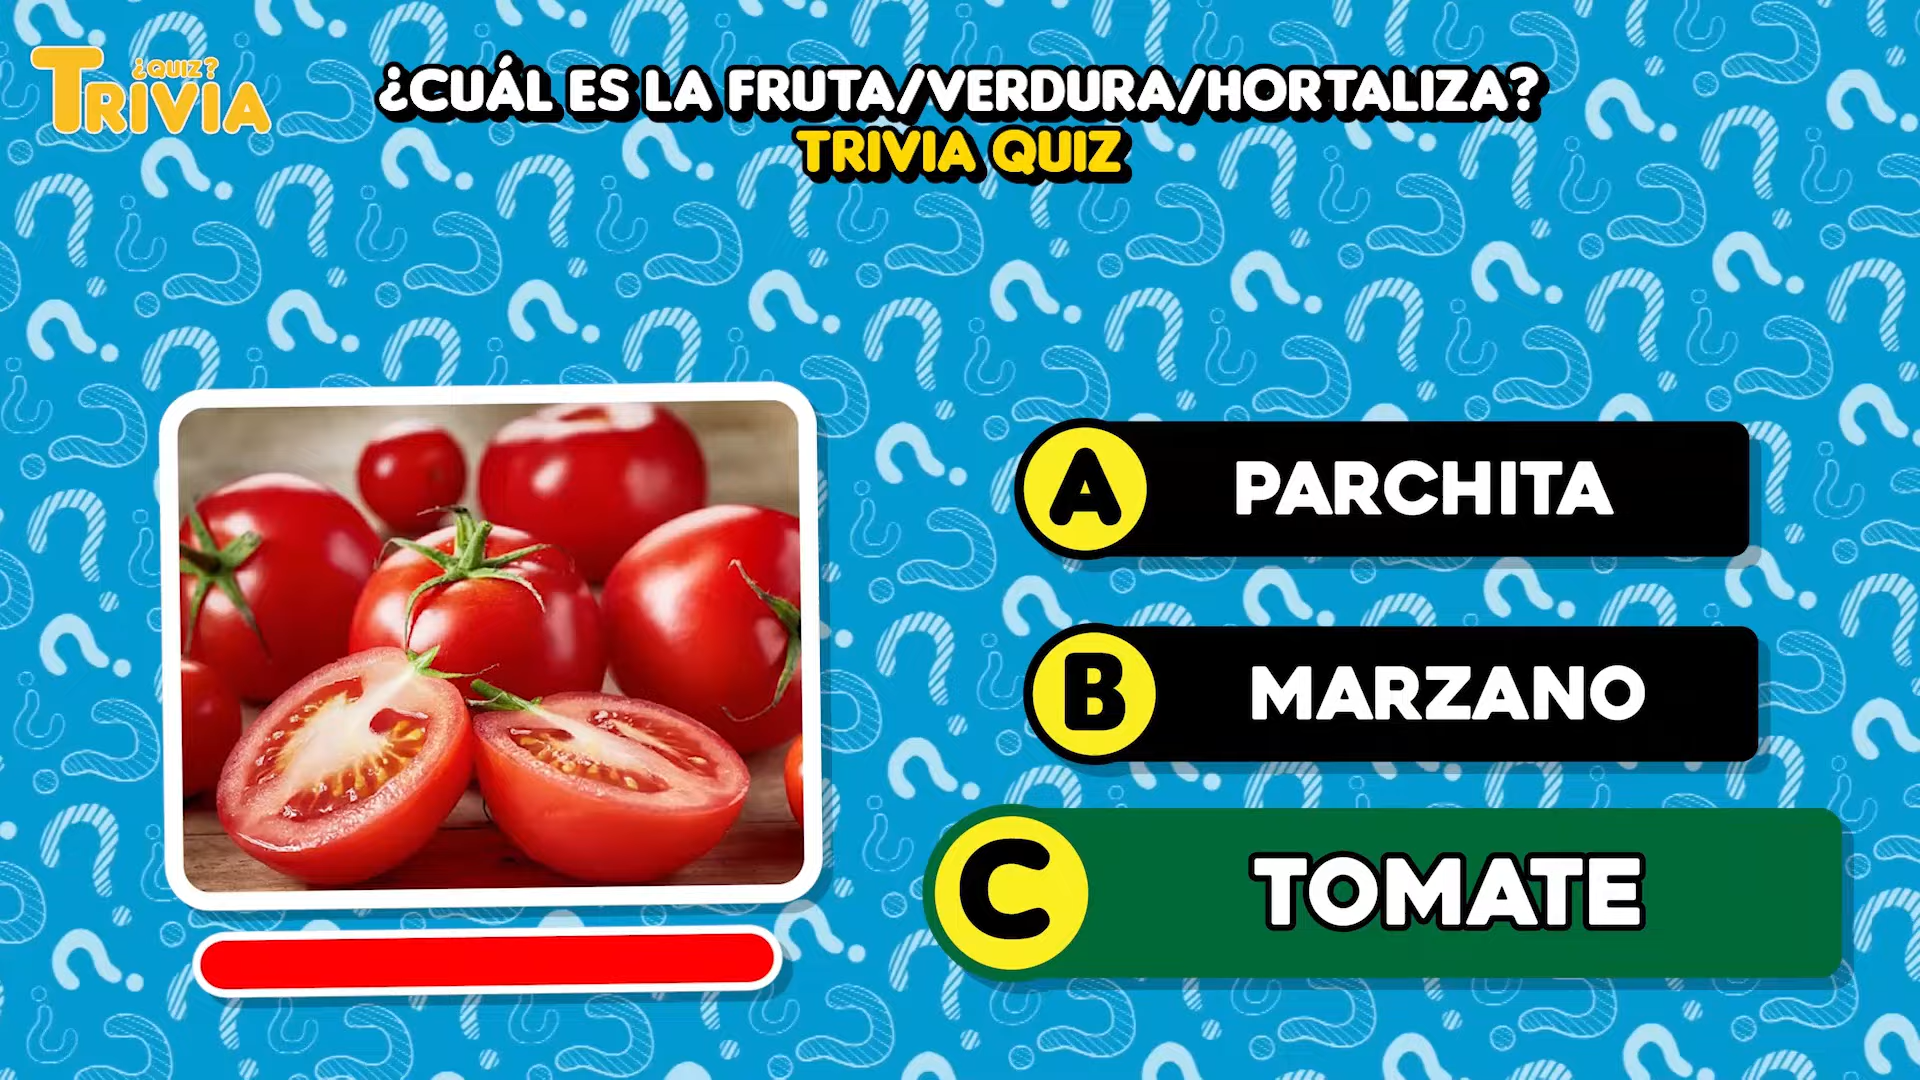 ¿QUIZ?
TRIVIA
¿CUÁL ES LA FRUTA/VERDURA/HORTALIZA?
TRIVIA QUIZ
A PARCHITA
B MARZANO
C TOMATE